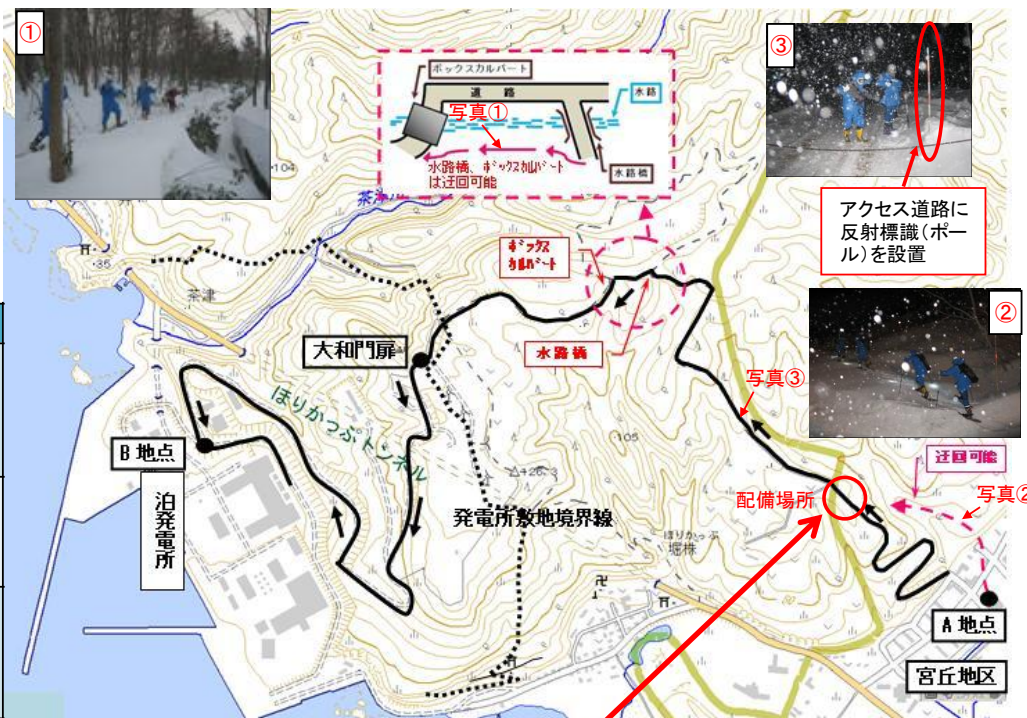 ①
ボックスカルバート
道路
水路
写真①
水路橋、ボックスカルバート
は迂回可能
水路橋
③
アクセス道路に
反射標識(ポー
ル)を設置
②
・104
・35
茶津
茶津
ボックス
カルバート
水路橋
大和門扉
ほりかっぷトンネル
写真③
B地点
泊発電所
・105
△426.3
発電所敷地境界線
配備場所
迂回可能
写真②
ほりかっぷ
堀株
A地点
宮丘地区